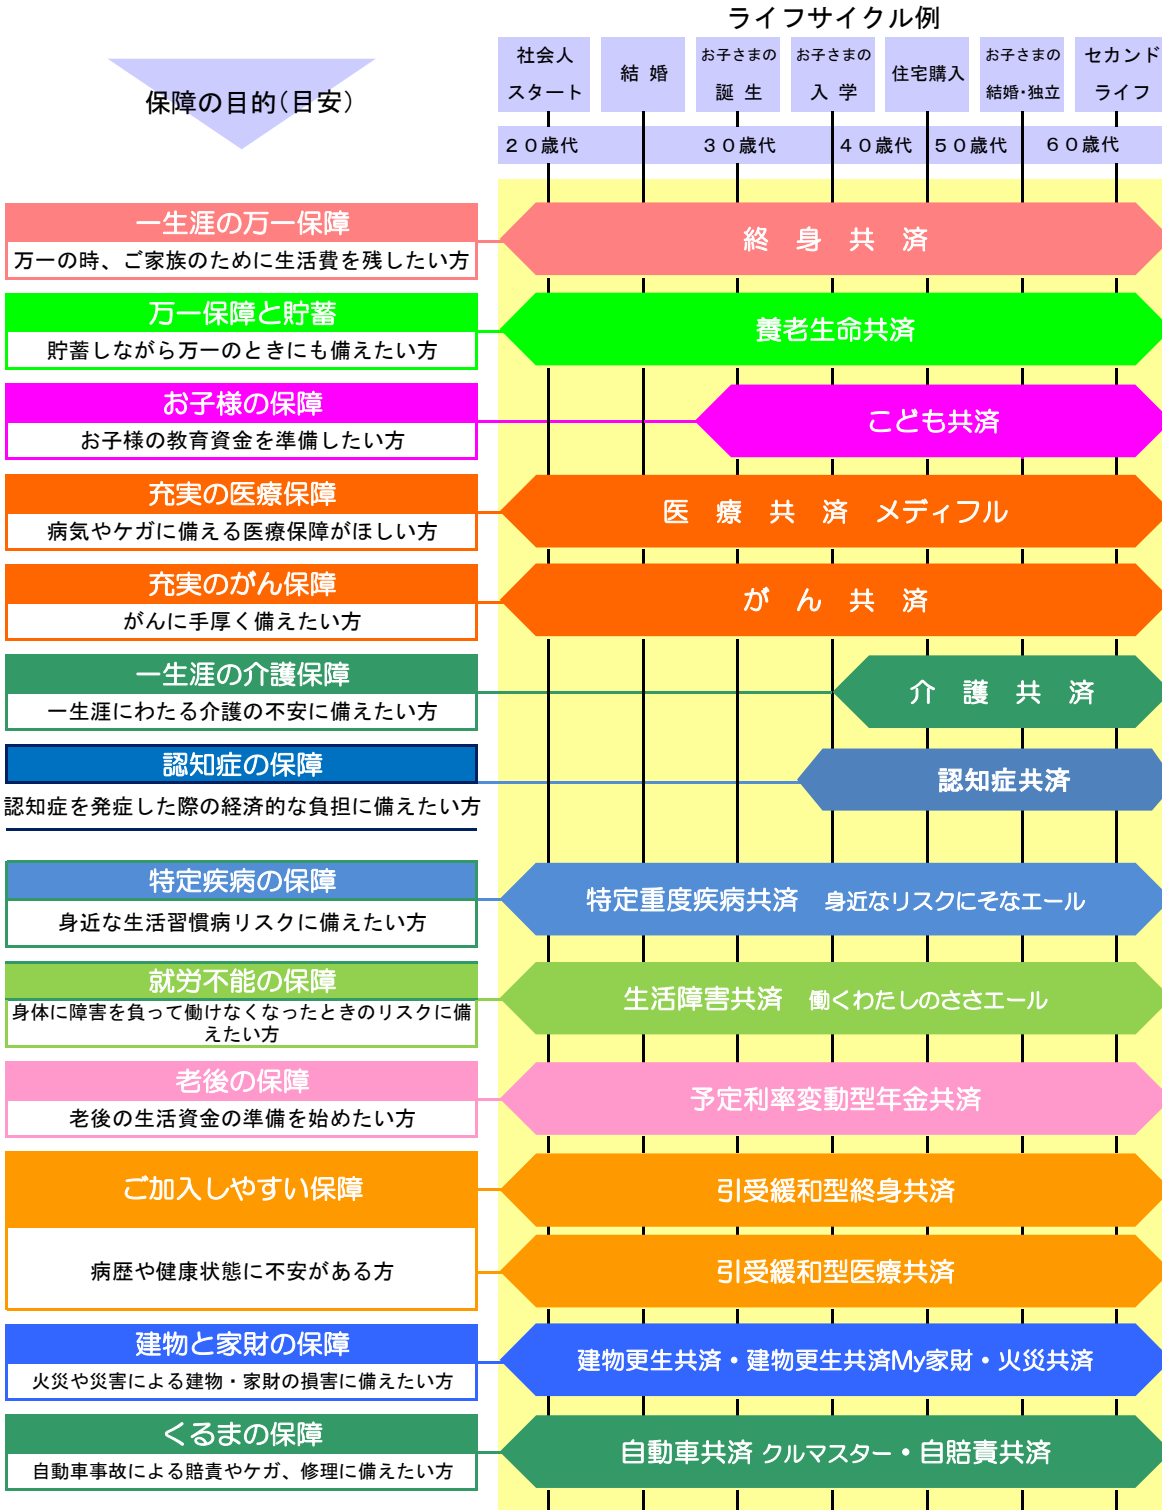 ライフサイクル例
保障の目的(目安)
社会人
スタート
結 婚
お子さまの
誕 生
お子さまの
入 学
住宅購入
お子さまの
結婚・独立
セカンド
ライフ
２０歳代
３０歳代
４０歳代
５０歳代
６０歳代
一生涯の万一保障
万一の時、ご家族のために生活費を残したい方
終 身 共 済
万一保障と貯蓄
貯蓄しながら万一のときにも備えたい方
養老生命共済
お子様の保障
お子様の教育資金を準備したい方
こども共済
充実の医療保障
病気やケガに備える医療保障がほしい方
医 療 共 済 メディフル
充実のがん保障
がんに手厚く備えたい方
が ん 共 済
一生涯の介護保障
一生涯にわたる介護の不安に備えたい方
介 護 共 済
認知症の保障
認知症を発症した際の経済的な負担に備えたい方
認知症共済
特定疾病の保障
身近な生活習慣病リスクに備えたい方
特定重度疾病共済 身近なリスクにそなエール
就労不能の保障
身体に障害を負って働けなくなったときのリスクに備
えたい方
生活障害共済 働くわたしのささエール
老後の保障
老後の生活資金の準備を始めたい方
予定利率変動型年金共済
ご加入しやすい保障
病歴や健康状態に不安がある方
引受緩和型終身共済
引受緩和型医療共済
建物と家財の保障
火災や災害による建物・家財の損害に備えたい方
建物更生共済・建物更生共済My家財・火災共済
くるまの保障
自動車事故による賠責やケガ、修理に備えたい方
自動車共済 クルマスター・自賠責共済